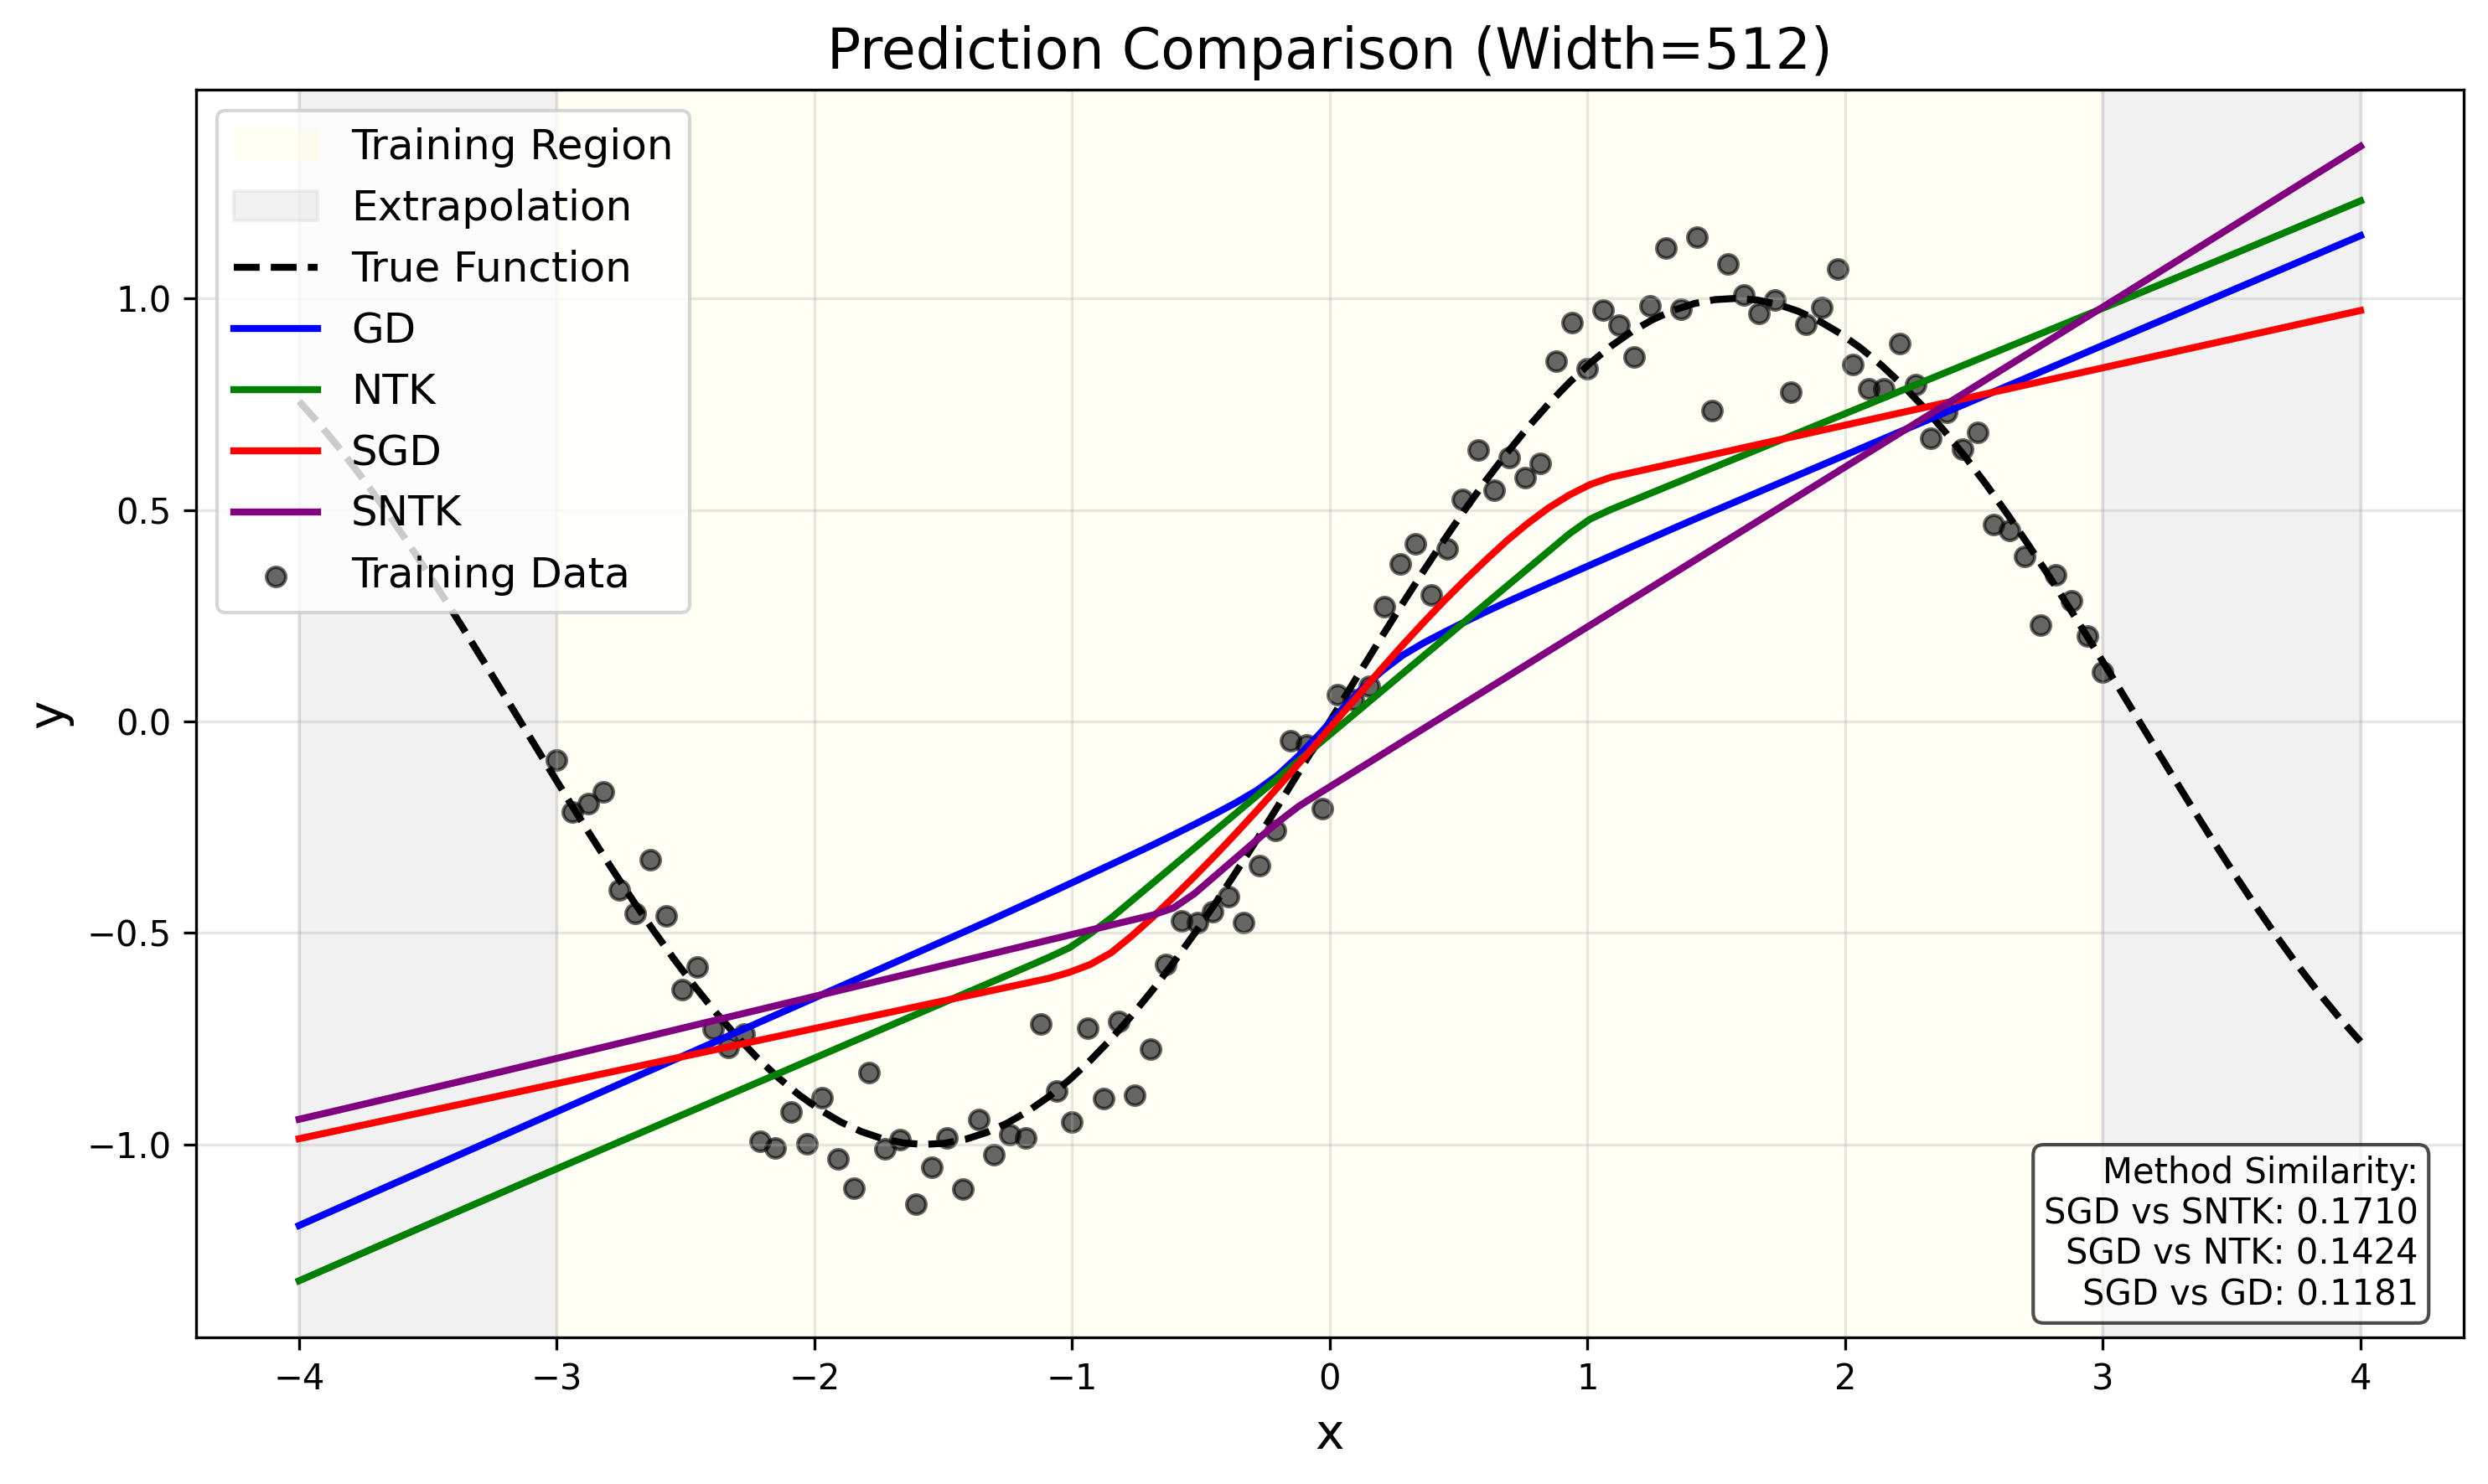 Prediction Comparison (Width=512)
Training Region
Extrapolation
True Function
GD
NTK
SGD
SNTK
Training Data
1.0
0.5
0.0
−0.5
−1.0
y
−4
−3
−2
−1
0
1
2
3
4
x
Method Similarity:
SGD vs SNTK: 0.1710
SGD vs NTK: 0.1424
SGD vs GD: 0.1181